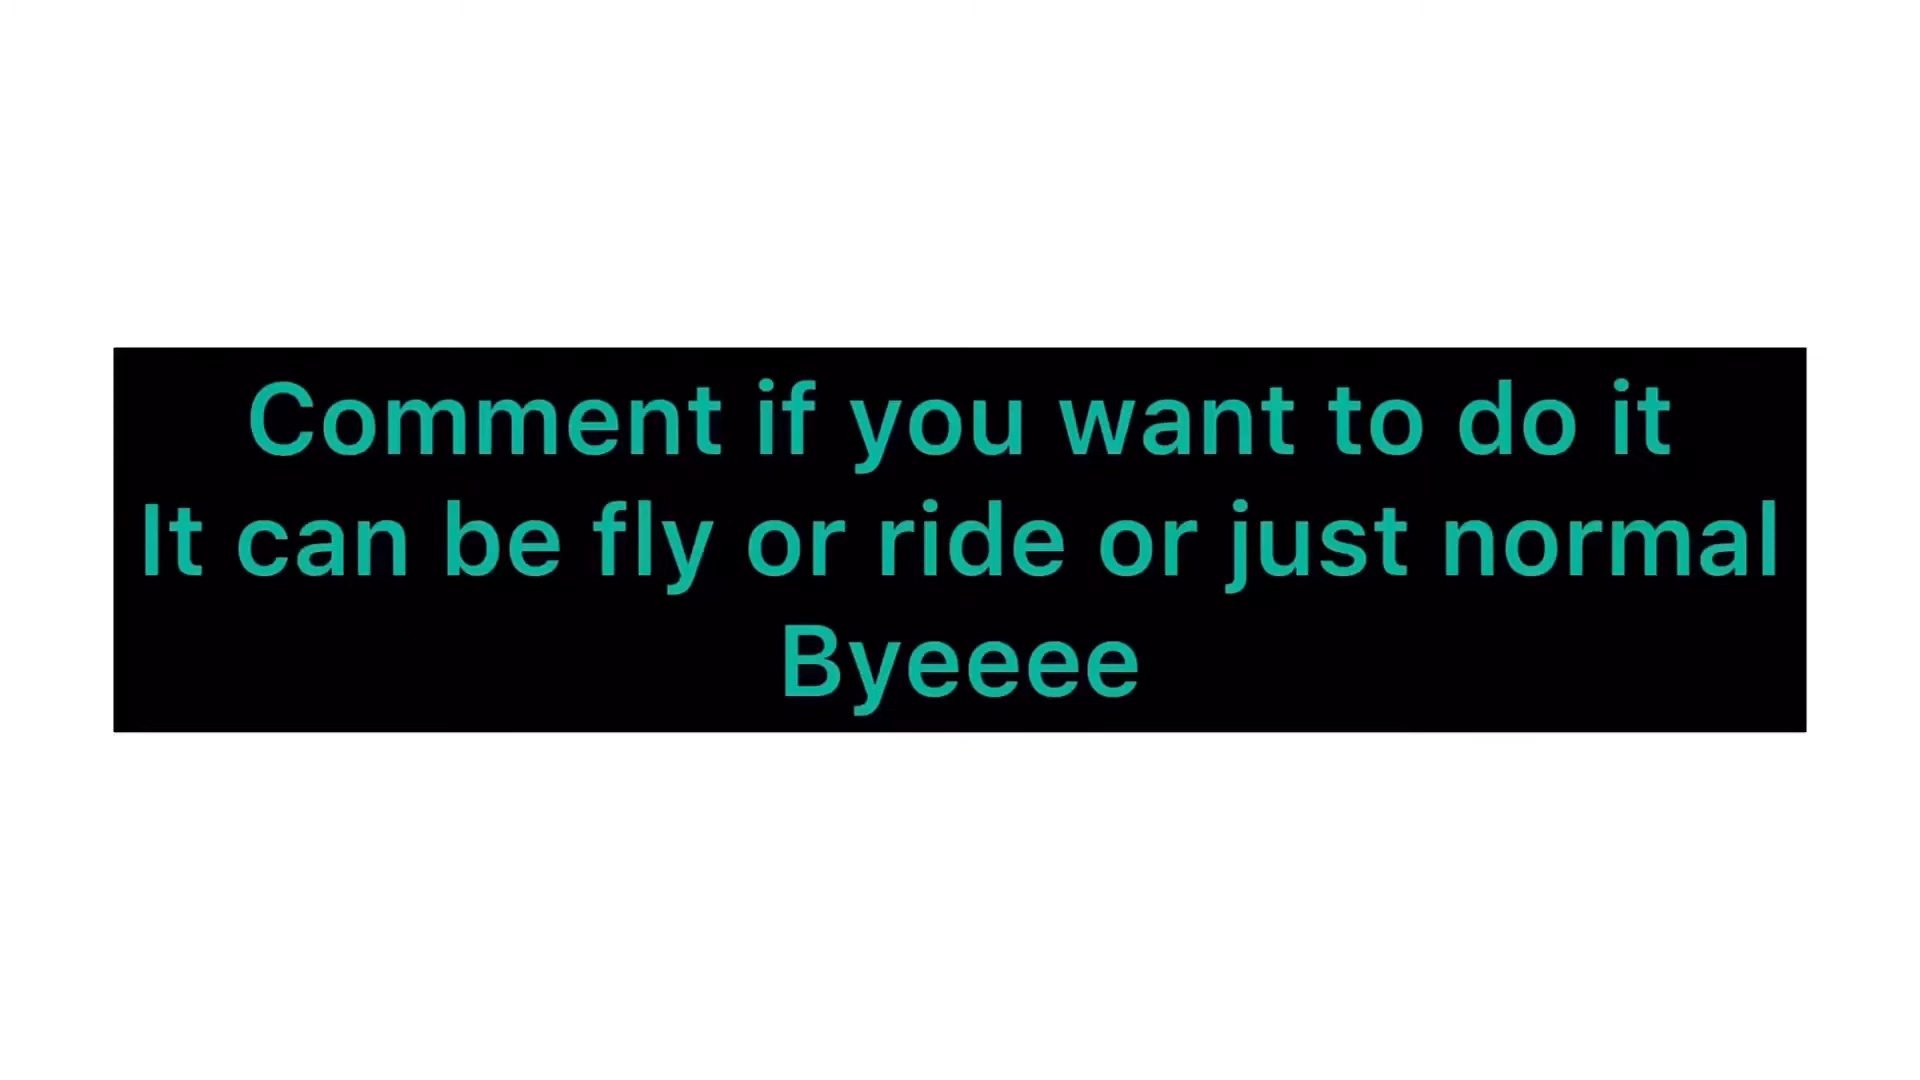 Comment if you want to do it
It can be fly or ride or just normal
Byeeee